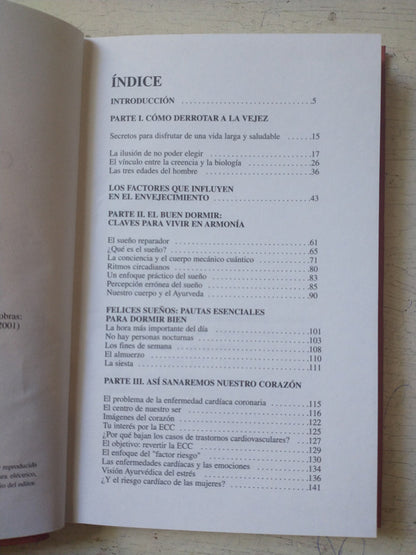 obras:
2001)
y reproducido
ea eléctrico,
io del editor.
ÍNDICE
INTRODUCCIÓN ........ 5
PARTE I. CÓMO DERROTAR A LA VEJEZ
Secretos para disfrutar de una vida larga y saludable ........ 15
La ilusión de no poder elegir ........ 17
El vínculo entre la creencia y la biología ........ 26
Las tres edades del hombre ........ 36
LOS FACTORES QUE INFLUYEN
EN EL ENVEJECIMIENTO ........ 43
PARTE II. EL BUEN DORMIR:
CLAVES PARA VIVIR EN ARMONÍA
El sueño reparador ........ 61
¿Qué es el sueño? ........ 65
La conciencia y el cuerpo mecánico cuántico ........ 71
Ritmos circadianos ........ 80
Un enfoque práctico del sueño ........ 83
Percepción errónea del sueño ........ 85
Nuestro cuerpo y el Ayurveda ........ 90
FELICES SUEÑOS: PAUTAS ESENCIALES
PARA DORMIR BIEN
La hora más importante del día ........ 101
No hay personas nocturnas ........ 103
Los fines de semana ........ 108
El almuerzo ........ 110
La siesta ........ 111
PARTE III. ASÍ SANAREMOS NUESTRO CORAZÓN
El problema de la enfermedad cardíaca coronaria ........ 115
El centro de nuestro ser ........ 116
Imágenes del corazón ........ 122
Tu interés por la ECC ........ 125
¿Por qué bajan los casos de trastornos cardiovasculares? ........ 127
El objetivo: revertir la ECC ........ 129
El enfoque del "factor riesgo" ........ 130
Las enfermedades cardíacas y las emociones ........ 134
Visión Ayurvédica del estrés ........ 136
¿Y el riesgo cardíaco de las mujeres? ........ 141